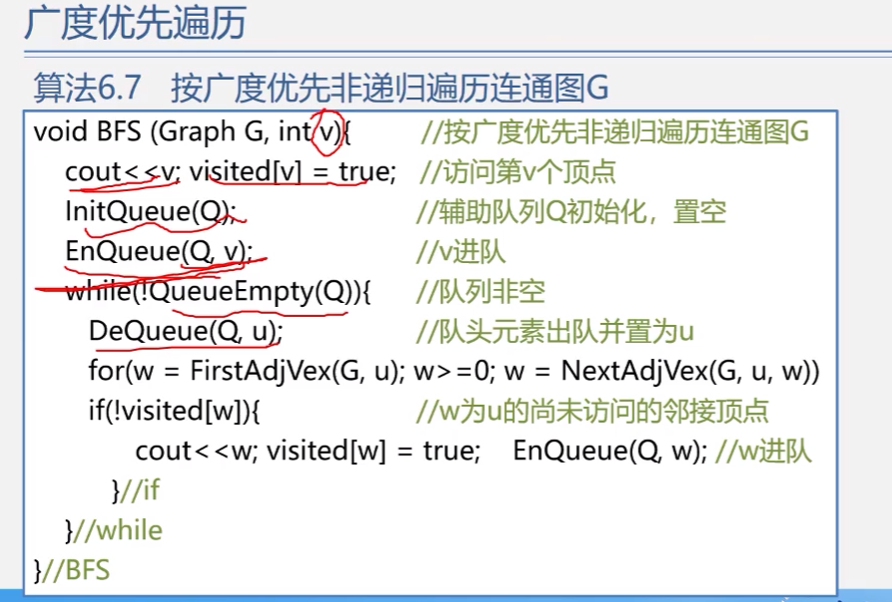 广度优先遍历
算法6.7 按广度优先非递归遍历连通图G
void BFS (Graph G, int v){ //按广度优先非递归遍历连通图G
cout<<v; visited[v] = true; //访问第v个顶点
InitQueue(Q); //辅助队列Q初始化，置空
EnQueue(Q, v); //v进队
while(!QueueEmpty(Q)){ //队列非空
DeQueue(Q, u); //队头元素出队并置为u
for(w = FirstAdjVex(G, u); w>=0; w = NextAdjVex(G, u, w))
if(!visited[w]){ //w为u的尚未访问的邻接顶点
cout<<w; visited[w] = true; EnQueue(Q, w); //w进队
}//if
}//while
}//BFS